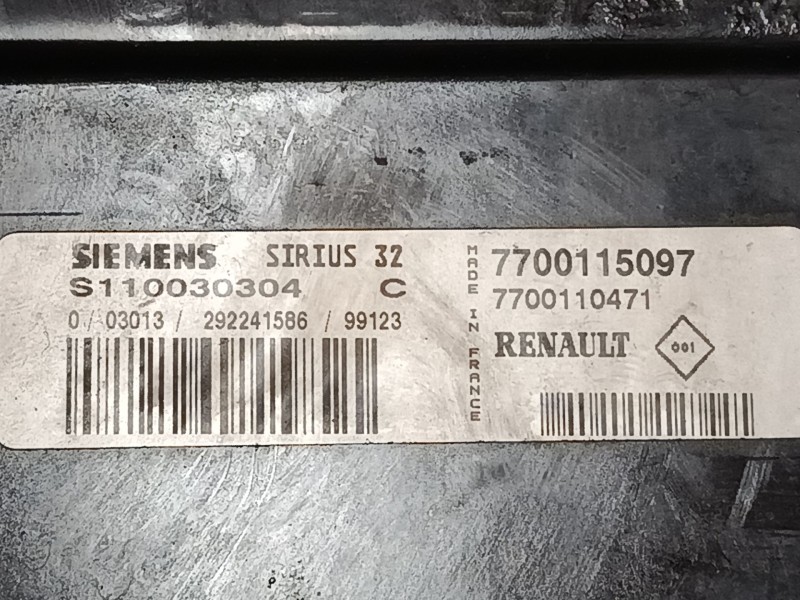 SIEMENS SIRIUS 32
S110030304 C
0 / 03013 / 292241586 / 99123
MADE IN FRANCE
7700115097
7700110471
RENAULT 001